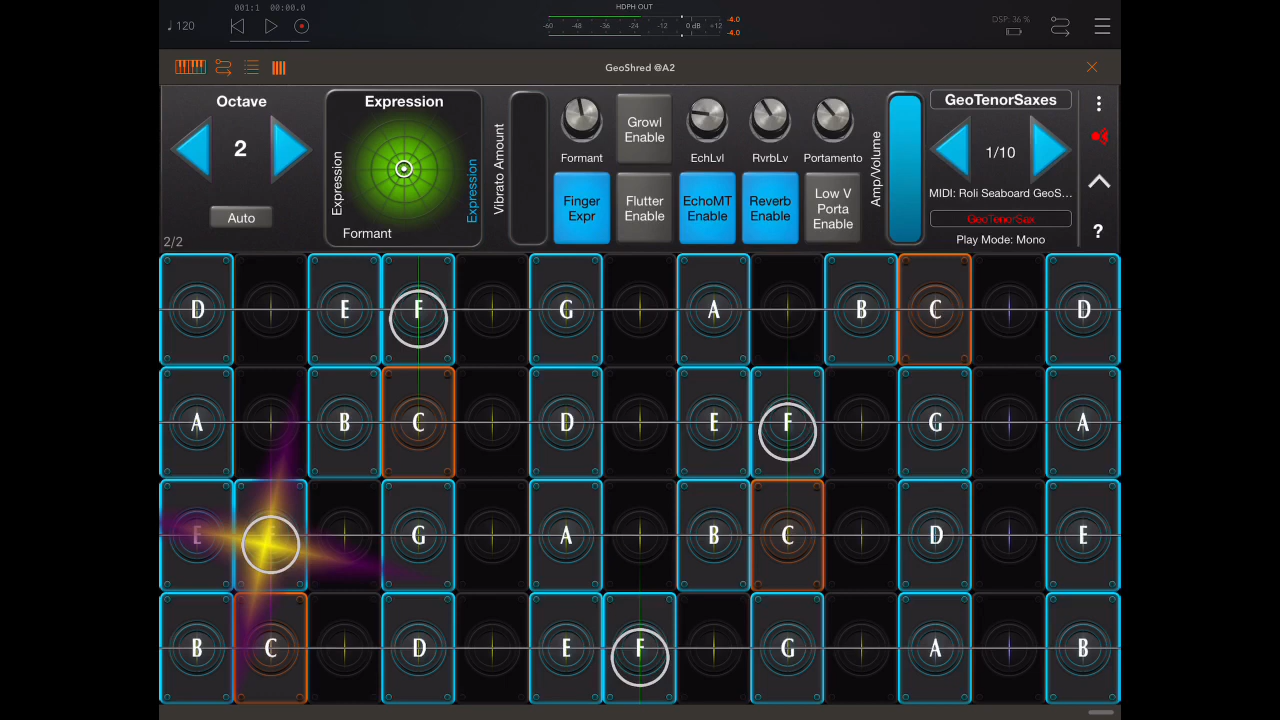 001:1 00:00.0
♩ 120
HDPH OUT
-60 -48 -36 -24 -12 0 dB +12
-4.0
-4.0
DSP: 36 %
GeoShred @A2
Octave
2
Auto
2/2
Expression
Expression
Expression
Formant
Vibrato Amount
Formant
Growl Enable
EchLvl
RvrbLv
Portamento
Finger Expr
Flutter Enable
EchoMT Enable
Reverb Enable
Low V Porta Enable
Amp/Volume
GeoTenorSaxes
1/10
MIDI: Roli Seaboard GeoS...
GeoTenorSax
Play Mode: Mono
?
D E F G A B C D
A B C D E F G A
E F G A B C D E
B C D E F G A B